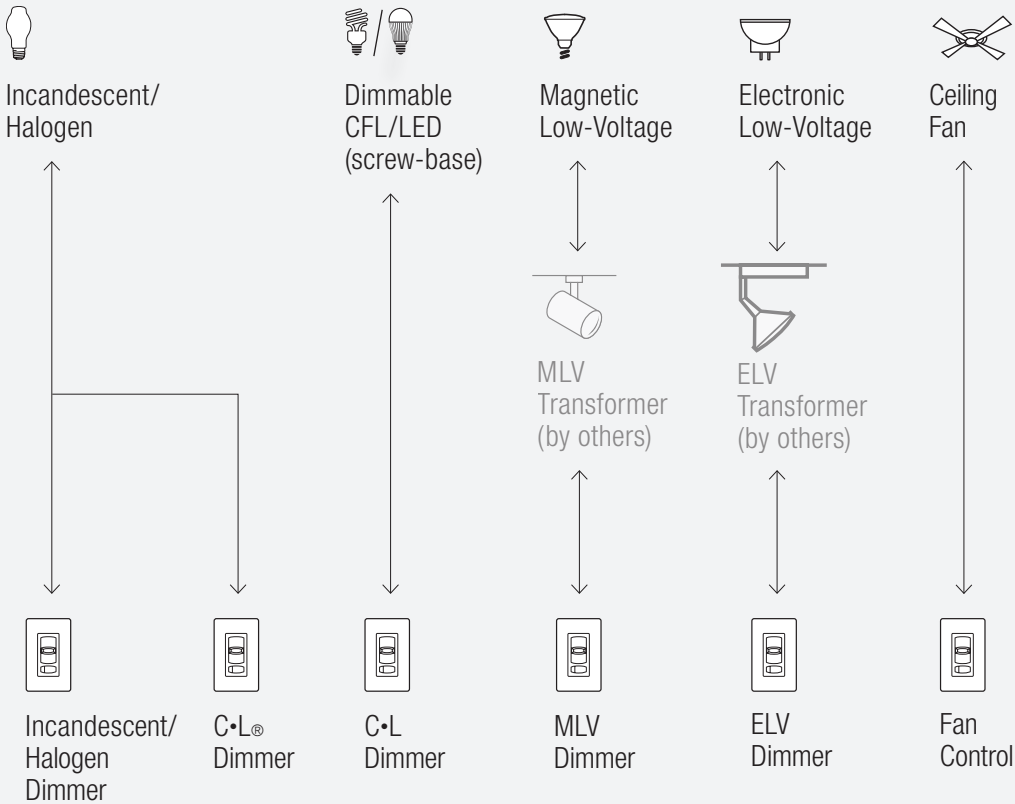 Incandescent/
Halogen
Dimmable
CFL/LED
(screw-base)
Magnetic
Low-Voltage
Electronic
Low-Voltage
Ceiling
Fan
MLV
Transformer
(by others)
ELV
Transformer
(by others)
Incandescent/
Halogen
Dimmer
C•L®
Dimmer
C•L
Dimmer
MLV
Dimmer
ELV
Dimmer
Fan
Control